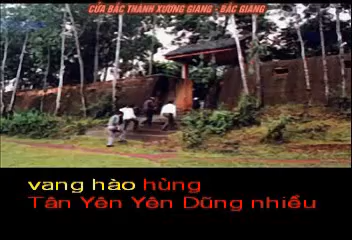 CỬA BẮC THÀNH XƯƠNG GIANG - BẮC GIANG
vang hào hùng
Tân Yên Yên Dũng nhiều